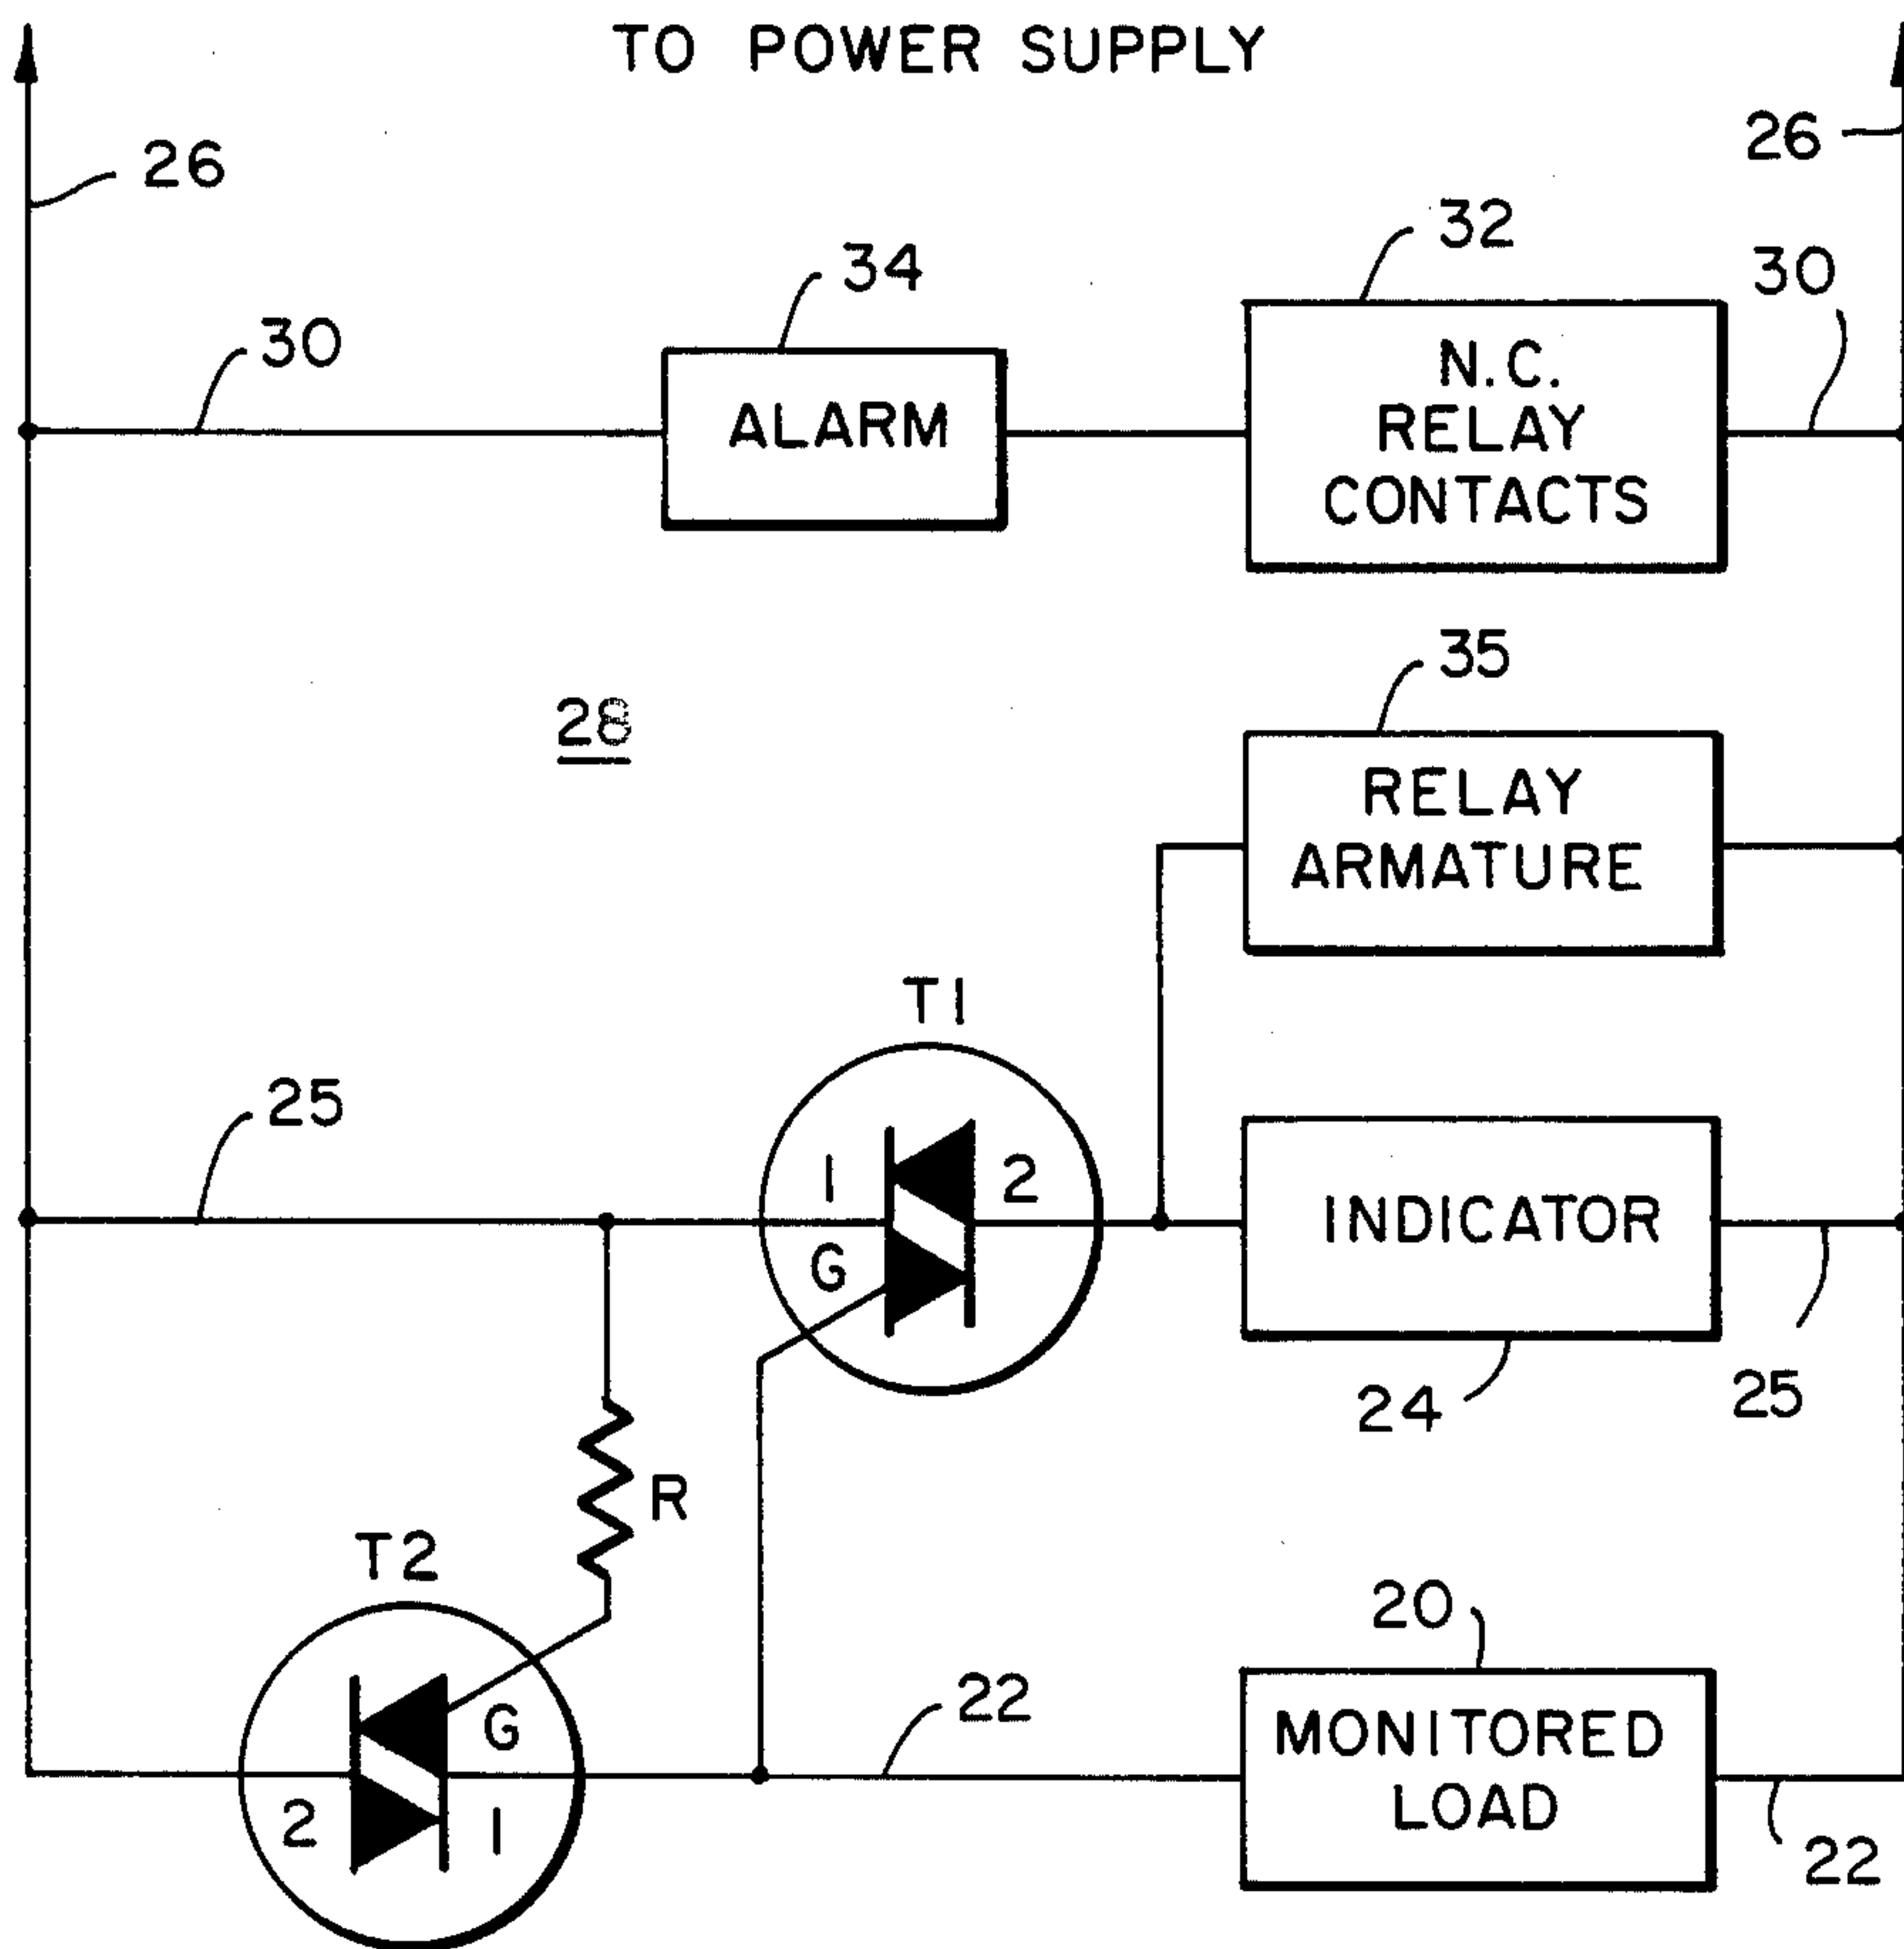 TO POWER SUPPLY
26
26
32
34
30
30
N.C.
RELAY
CONTACTS
ALARM
35
28
RELAY
ARMATURE
T1
25
1
2
G
INDICATOR
24
25
R
T2
20
22
G
MONITORED
LOAD
2
1
22